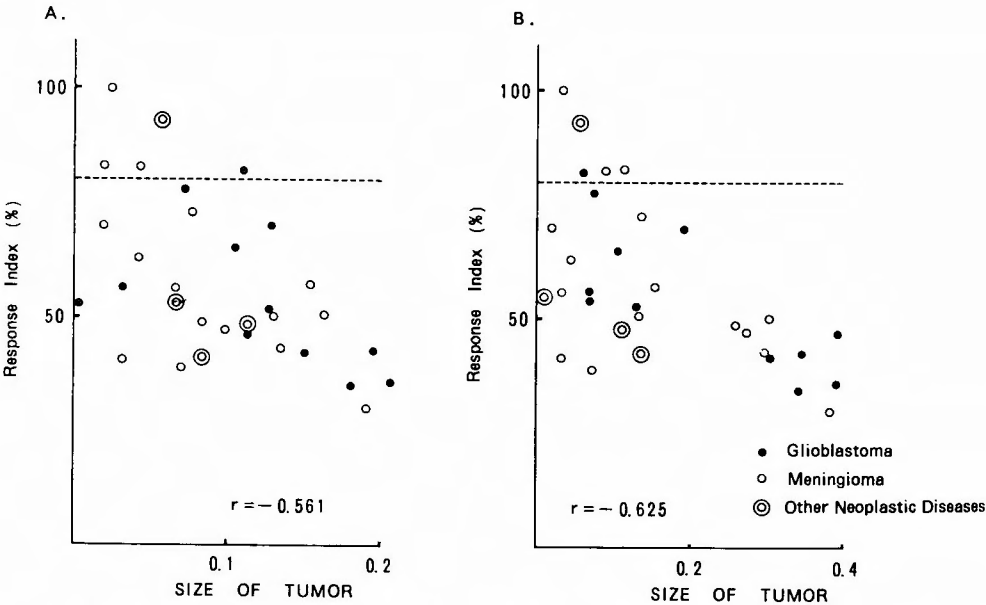 A.
Response Index (%)
100
50
r = − 0.561
0.1
0.2
SIZE OF TUMOR
B.
Response Index (%)
100
50
Glioblastoma
Meningioma
Other Neoplastic Diseases
r = − 0.625
0.2
0.4
SIZE OF TUMOR